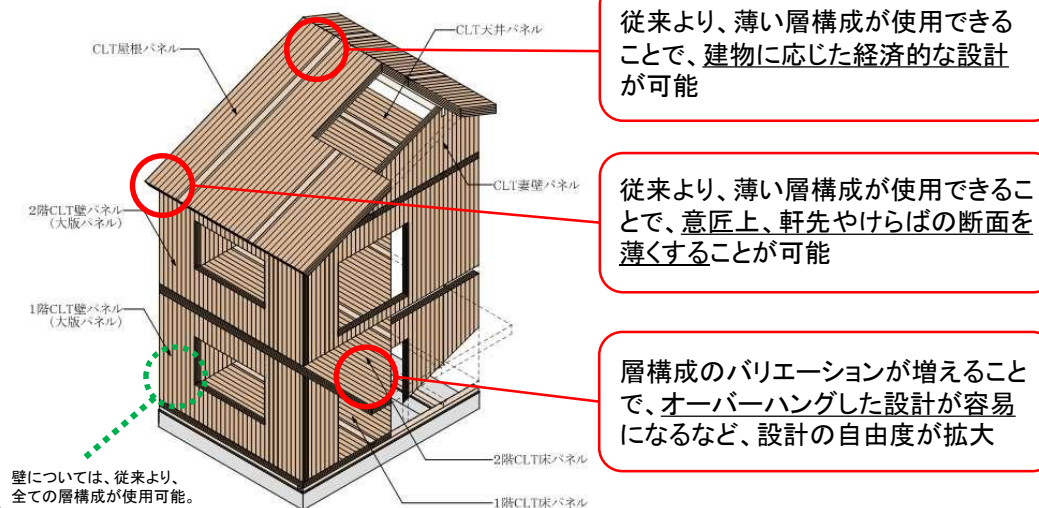 従来より、薄い層構成が使用できる
ことで、建物に応じた経済的な設計
が可能
CLT屋根パネル
CLT天井パネル
従来より、薄い層構成が使用できるこ
とで、意匠上、軒先やけらばの断面を
薄くすることが可能
CLT妻壁パネル
2階CLT壁パネル
(大版パネル)
1階CLT壁パネル
(大版パネル)
層構成のバリエーションが増えること
で、オーバーハングした設計が容易
になるなど、設計の自由度が拡大
2階CLT床パネル
1階CLT床パネル
壁については、従来より、
全ての層構成が使用可能。